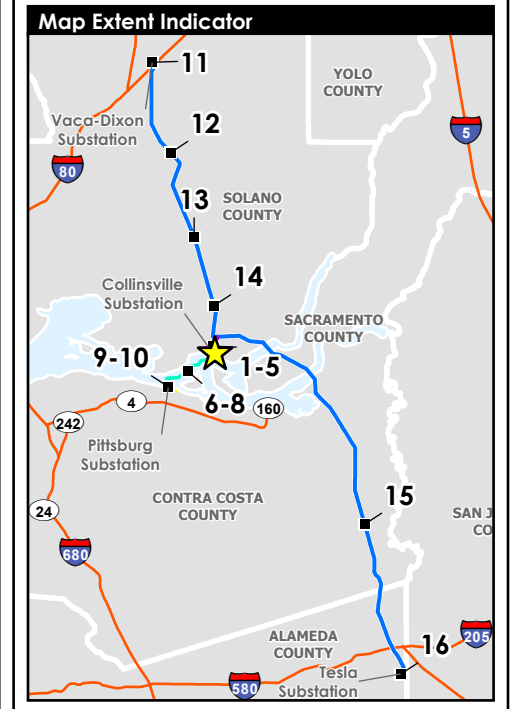 Map Extent Indicator
11
YOLO
COUNTY
Vaca-Dixon
Substation
12
5
80
13
SOLANO
COUNTY
Collinsville
Substation
14
SACRAMENTO
COUNTY
9-10
1-5
6-8
4
160
242
Pittsburg
Substation
15
CONTRA COSTA
COUNTY
24
SAN J
CO
680
ALAMEDA
COUNTY
205
16
Tesla
Substation
580